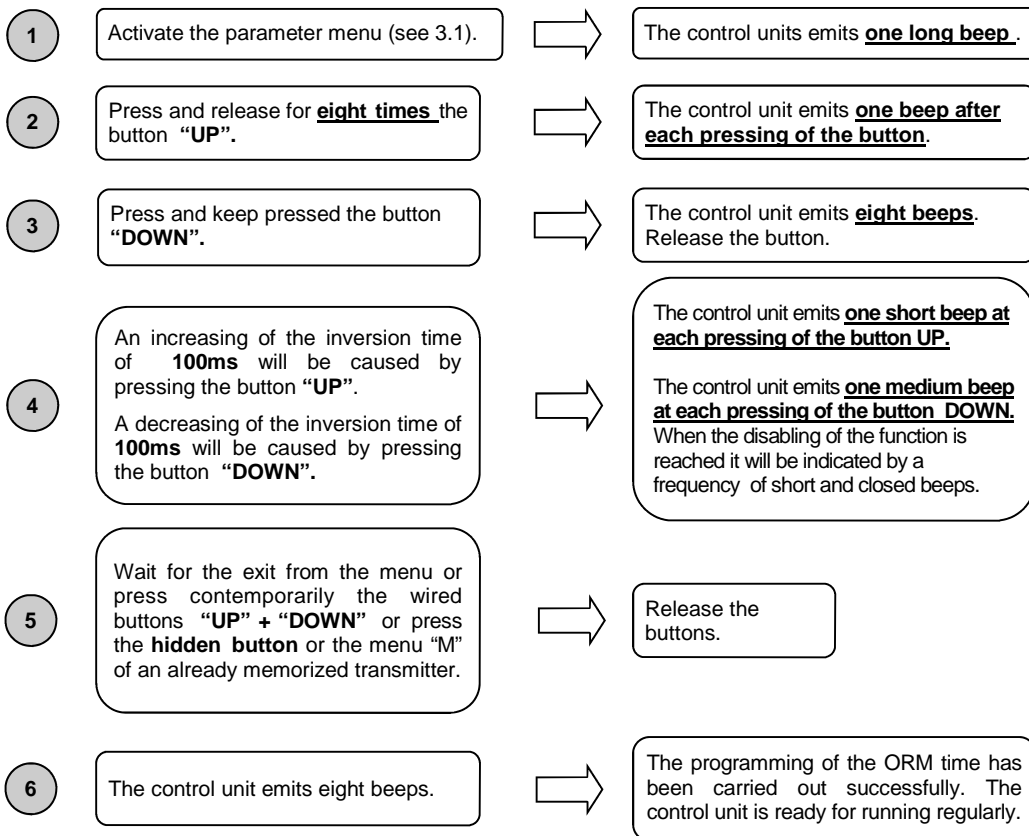 1
Activate the parameter menu (see 3.1).
The control units emits one long beep .
2
Press and release for eight times the
button “UP”.
The control unit emits one beep after
each pressing of the button.
3
Press and keep pressed the button
“DOWN”.
The control unit emits eight beeps.
Release the button.
4
An increasing of the inversion time
of 100ms will be caused by
pressing the button “UP”.
A decreasing of the inversion time of
100ms will be caused by pressing
the button “DOWN”.
The control unit emits one short beep at
each pressing of the button UP.
The control unit emits one medium beep
at each pressing of the button DOWN.
When the disabling of the function is
reached it will be indicated by a
frequency of short and closed beeps.
5
Wait for the exit from the menu or
press contemporarily the wired
buttons “UP” + “DOWN” or press
the hidden button or the menu “M”
of an already memorized transmitter.
Release the
buttons.
6
The control unit emits eight beeps.
The programming of the ORM time has
been carried out successfully. The
control unit is ready for running regularly.